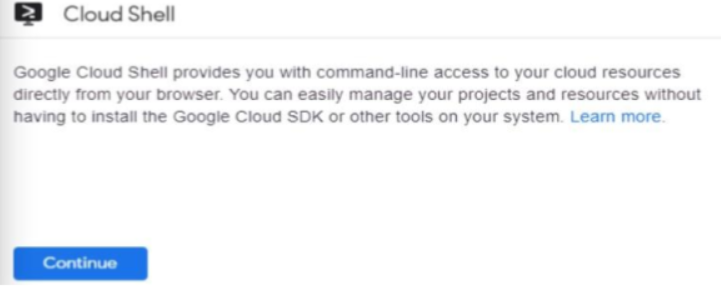 Cloud Shell
Google Cloud Shell provides you with command-line access to your cloud resources
directly from your browser. You can easily manage your projects and resources without
having to install the Google Cloud SDK or other tools on your system. Learn more.
Continue